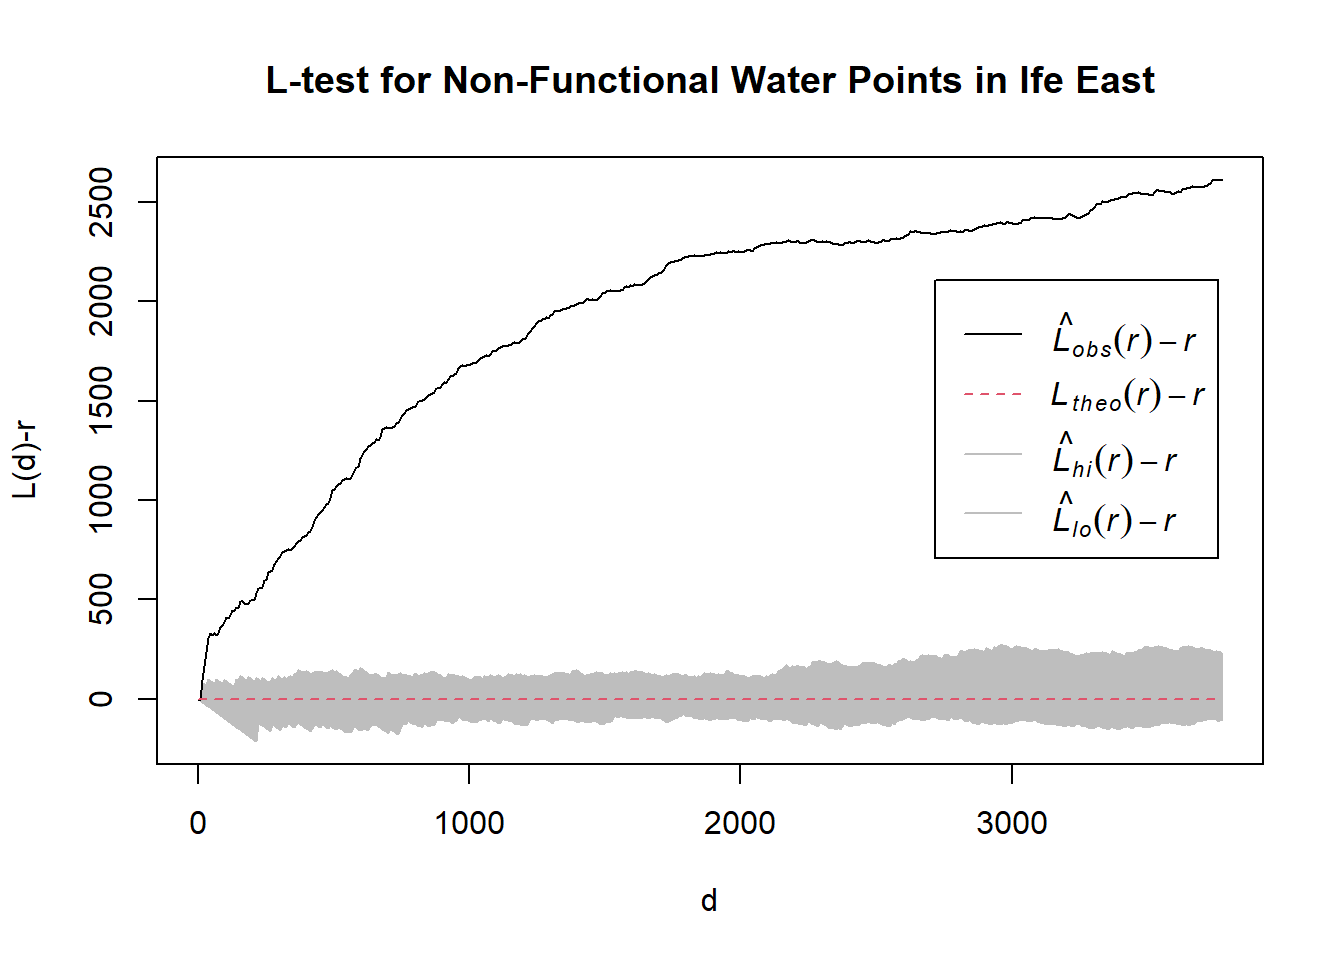 L-test for Non-Functional Water Points in Ife East
L(d)-r
2500
2000
1500
1000
500
0
L̂obs(r) − r
Ltheo(r) − r
L̂hi(r) − r
L̂lo(r) − r
0 1000 2000 3000
d